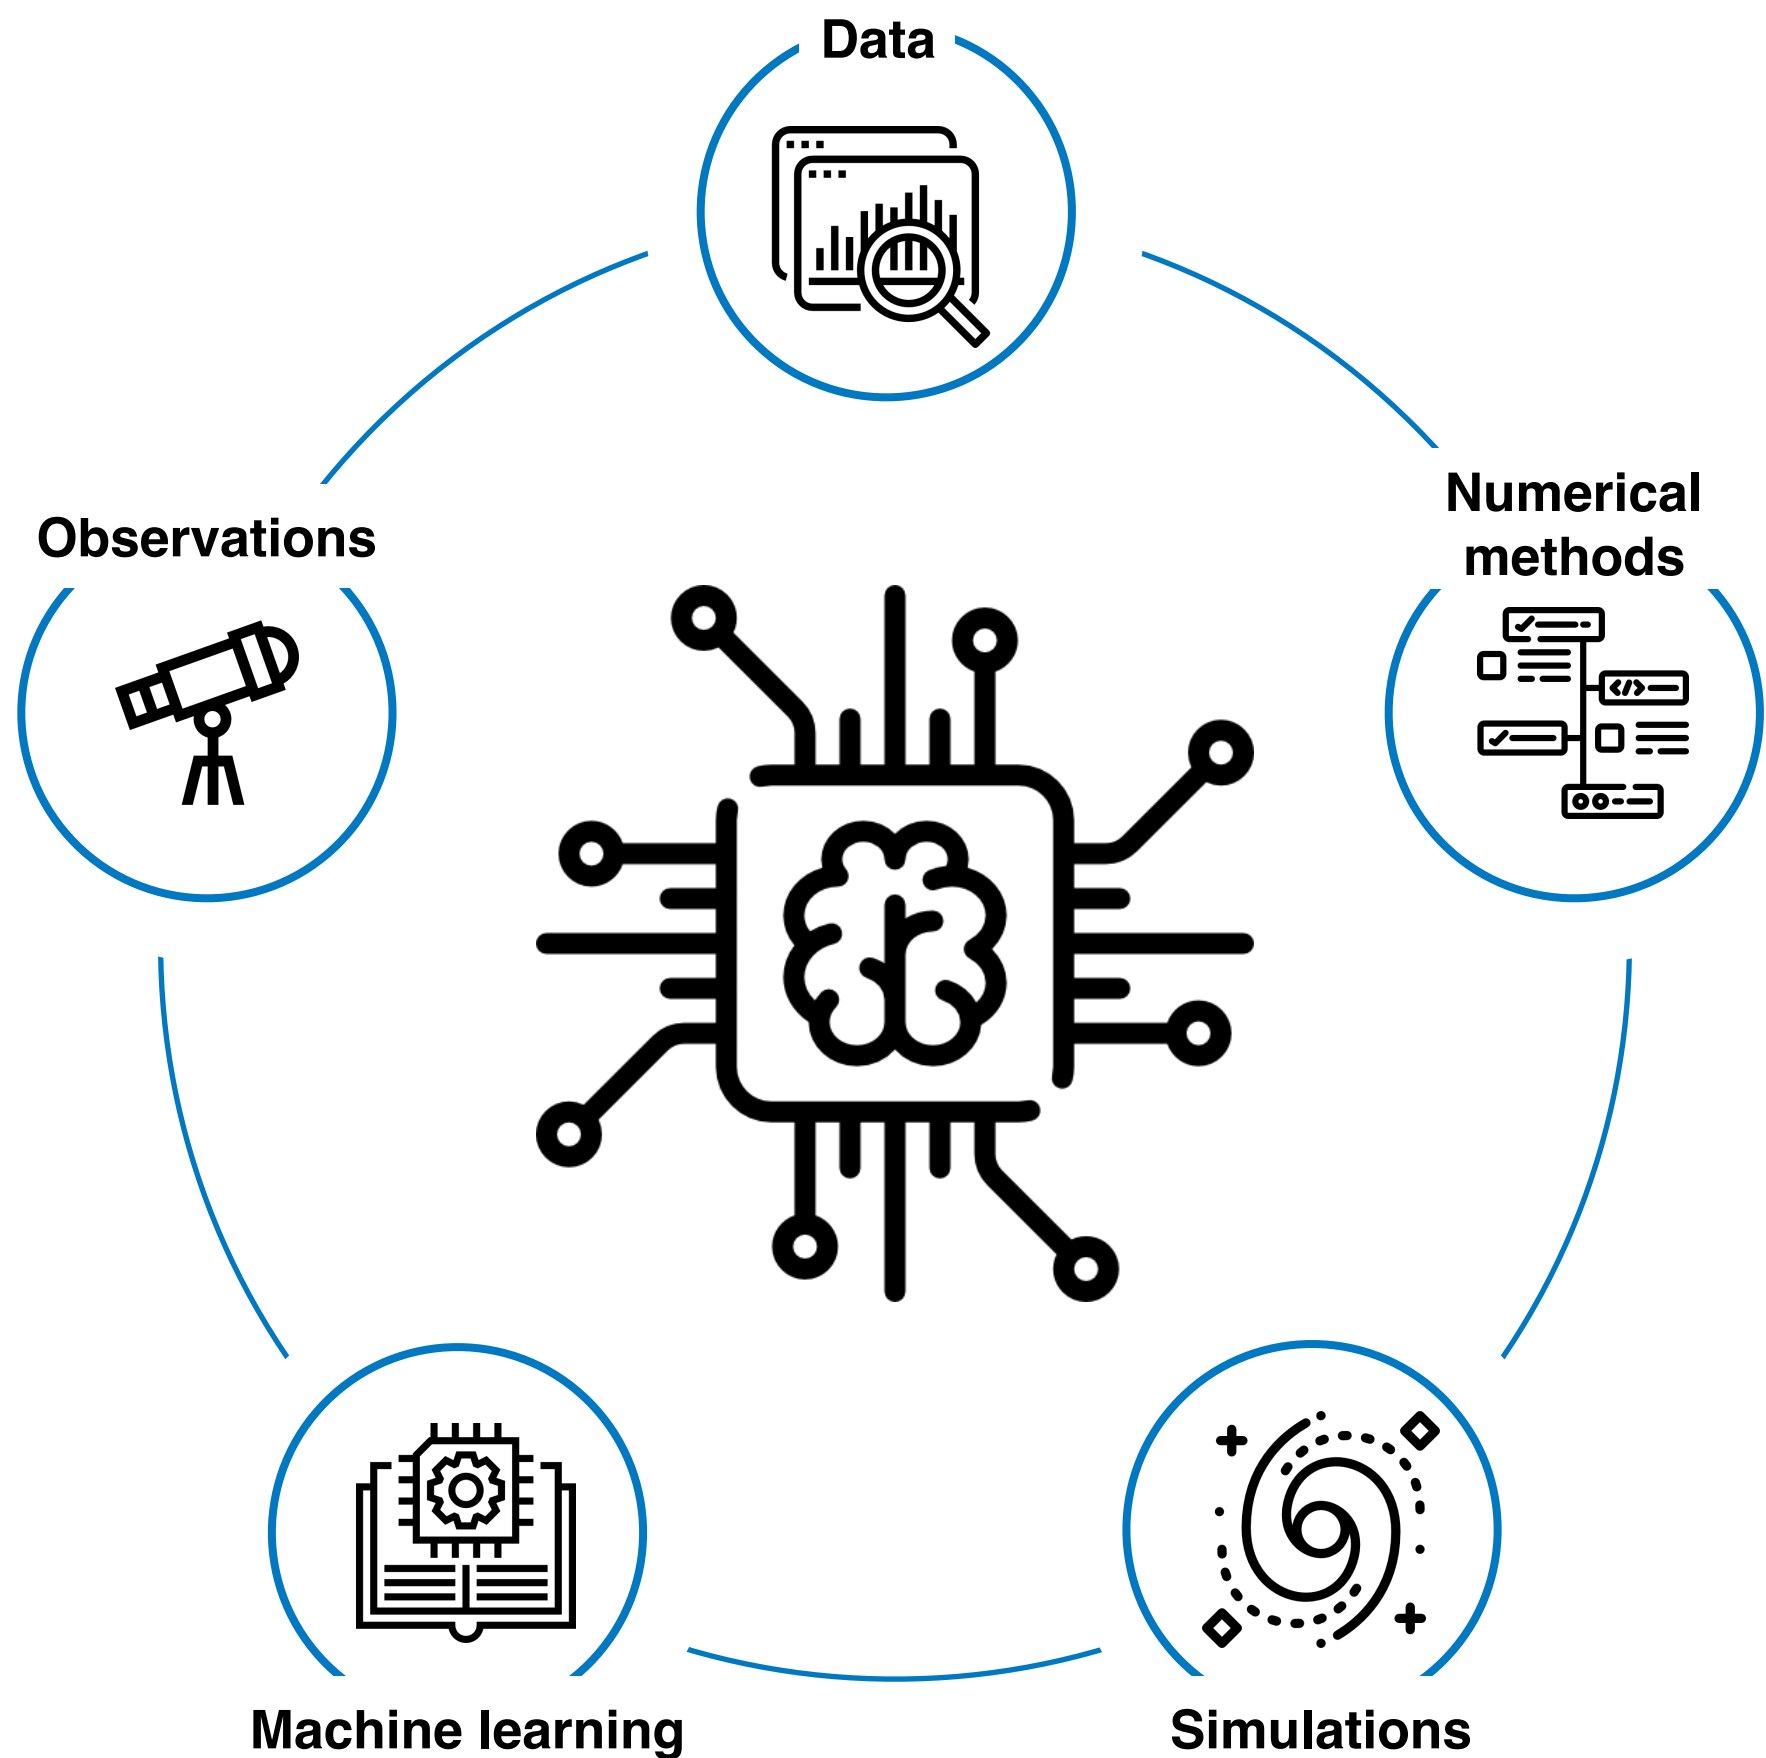 Data
Observations
Numerical
methods
Machine learning
Simulations